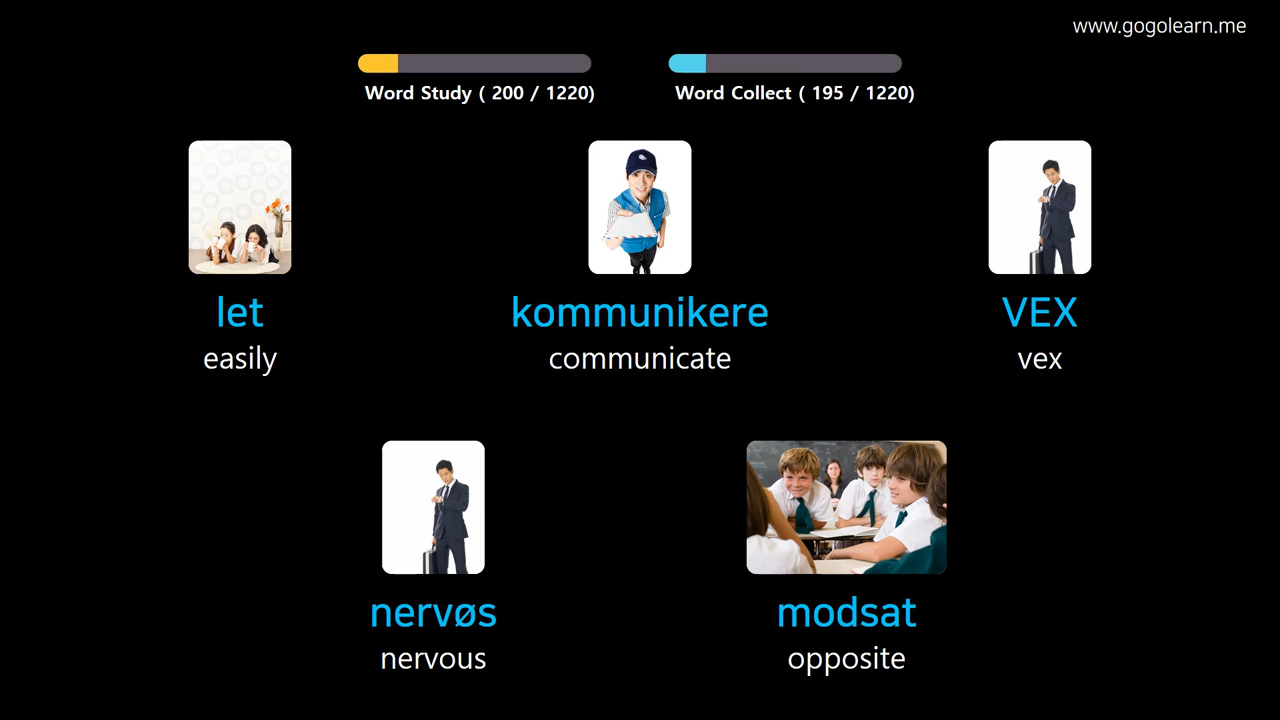 www.gogolearn.me
Word Study ( 200 / 1220)
Word Collect ( 195 / 1220)
let
easily
kommunikere
communicate
VEX
vex
nervøs
nervous
modsat
opposite